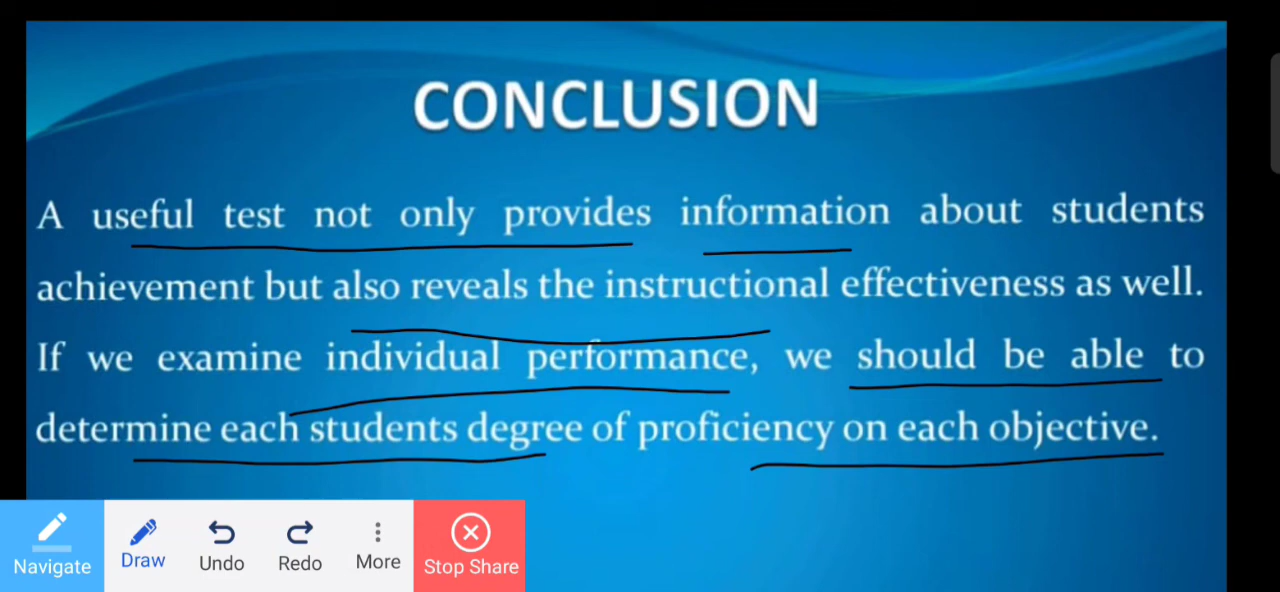 CONCLUSION
A useful test not only provides information about students
achievement but also reveals the instructional effectiveness as well.
If we examine individual performance, we should be able to
determine each students degree of proficiency on each objective.
Navigate Draw Undo Redo More Stop Share